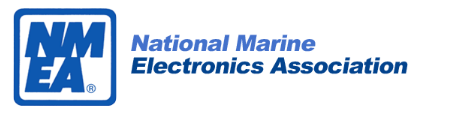 NM
EA®
National Marine
Electronics Association